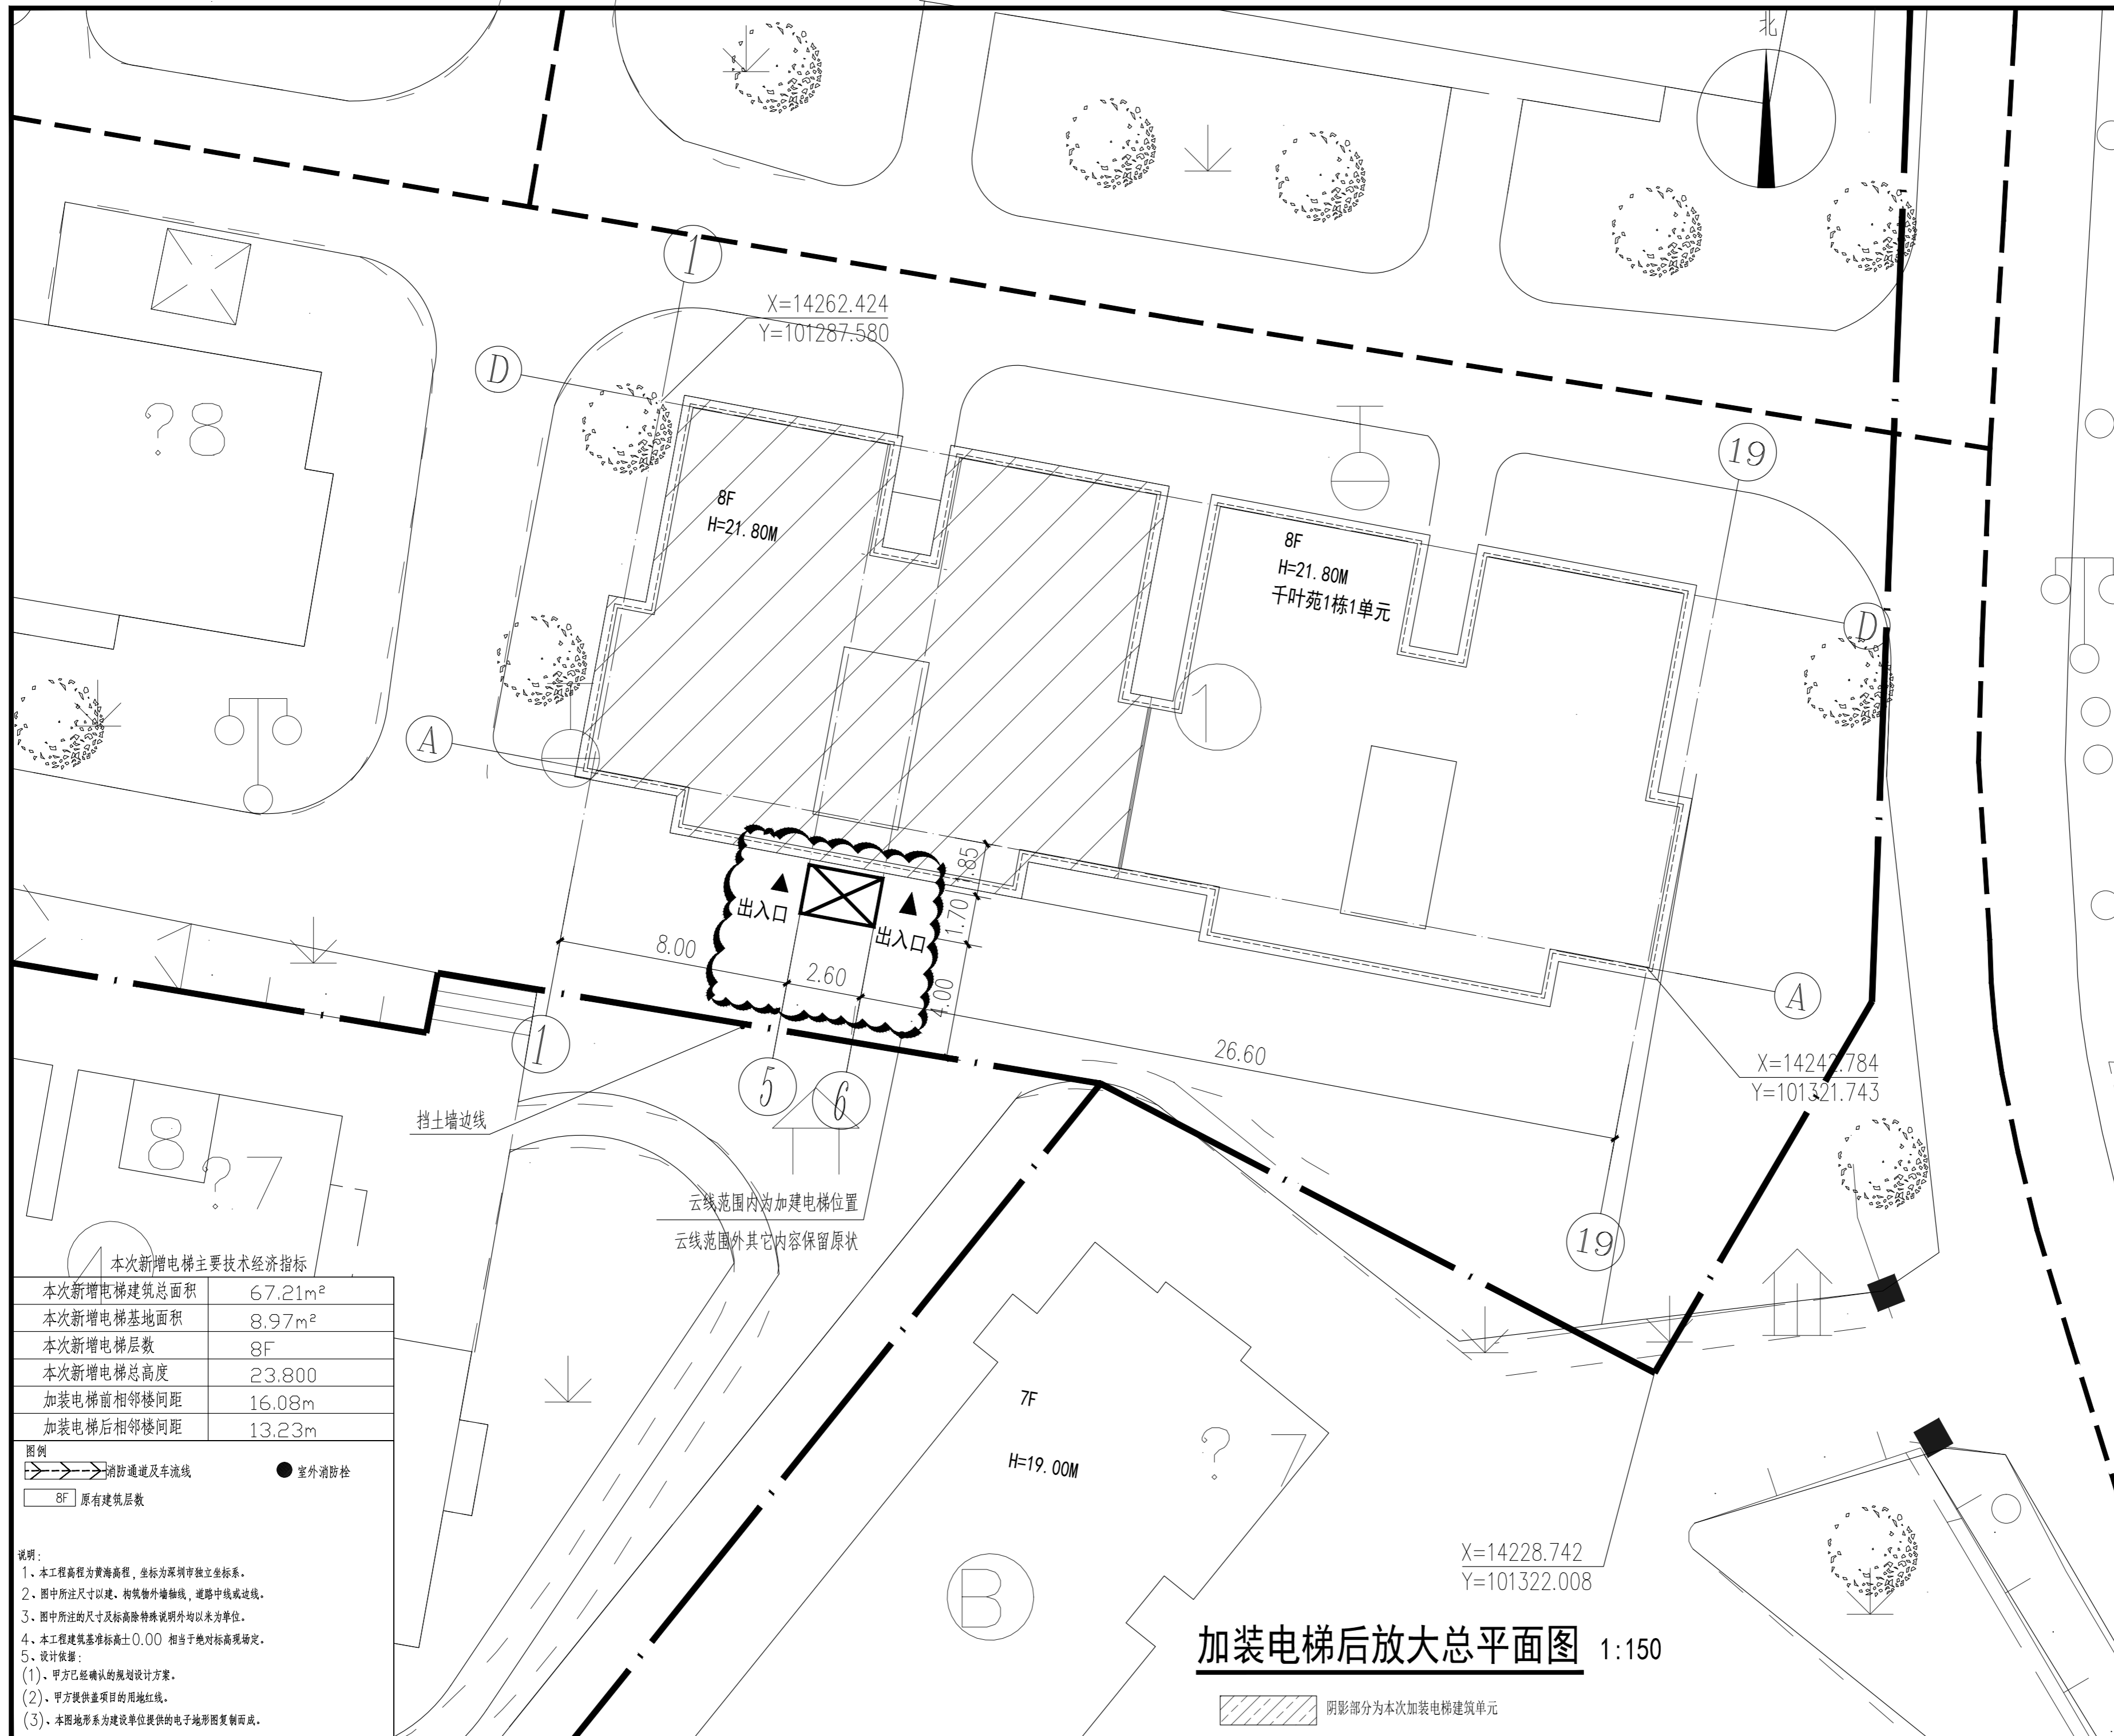 北
1
X=14262.424
Y=101287.580
D
?8
19
8F
H=21.80M
8F
H=21.80M
千叶苑1栋1单元
D
1
A
出入口
出入口
1.85
1.70
4.00
8.00
2.60
26.60
A
1
5
6
X=14242.784
Y=101321.743
挡土墙边线
8
?7
云线范围内为加建电梯位置
云线范围外其它内容保留原状
19
本次新增电梯主要技术经济指标
本次新增电梯建筑总面积 67.21m²
本次新增电梯基地面积 8.97m²
本次新增电梯层数 8F
本次新增电梯总高度 23.800
加装电梯前相邻楼间距 16.08m
加装电梯后相邻楼间距 13.23m
图例
消防通道及车流线
室外消防栓
8F 原有建筑层数
7F
H=19.00M
? 7
B
X=14228.742
Y=101322.008
说明:
1、本工程高程为黄海高程,坐标为深圳市独立坐标系。
2、图中所注尺寸以建、构筑物外墙轴线,道路中线或边线。
3、图中所注的尺寸及标高除特殊说明外均以米为单位。
4、本工程建筑基准标高±0.00 相当于绝对标高现场定。
5、设计依据:
(1)、甲方已经确认的规划设计方案。
(2)、甲方提供盖项目的用地红线。
(3)、本图地形系为建设单位提供的电子地形图复制而成。
加装电梯后放大总平面图 1:150
阴影部分为本次加装电梯建筑单元